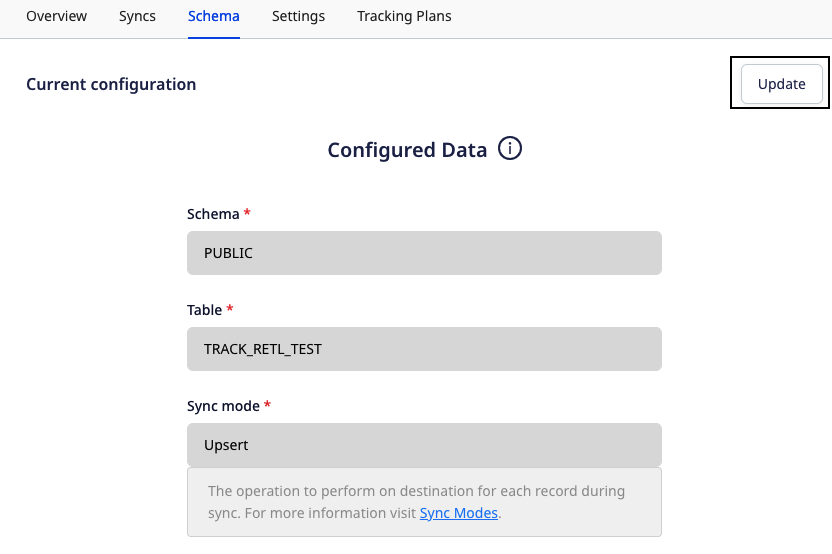 Overview Syncs Schema Settings Tracking Plans
Current configuration Update
Configured Data
Schema *
PUBLIC
Table *
TRACK_RETL_TEST
Sync mode *
Upsert
The operation to perform on destination for each record during
sync. For more information visit Sync Modes.